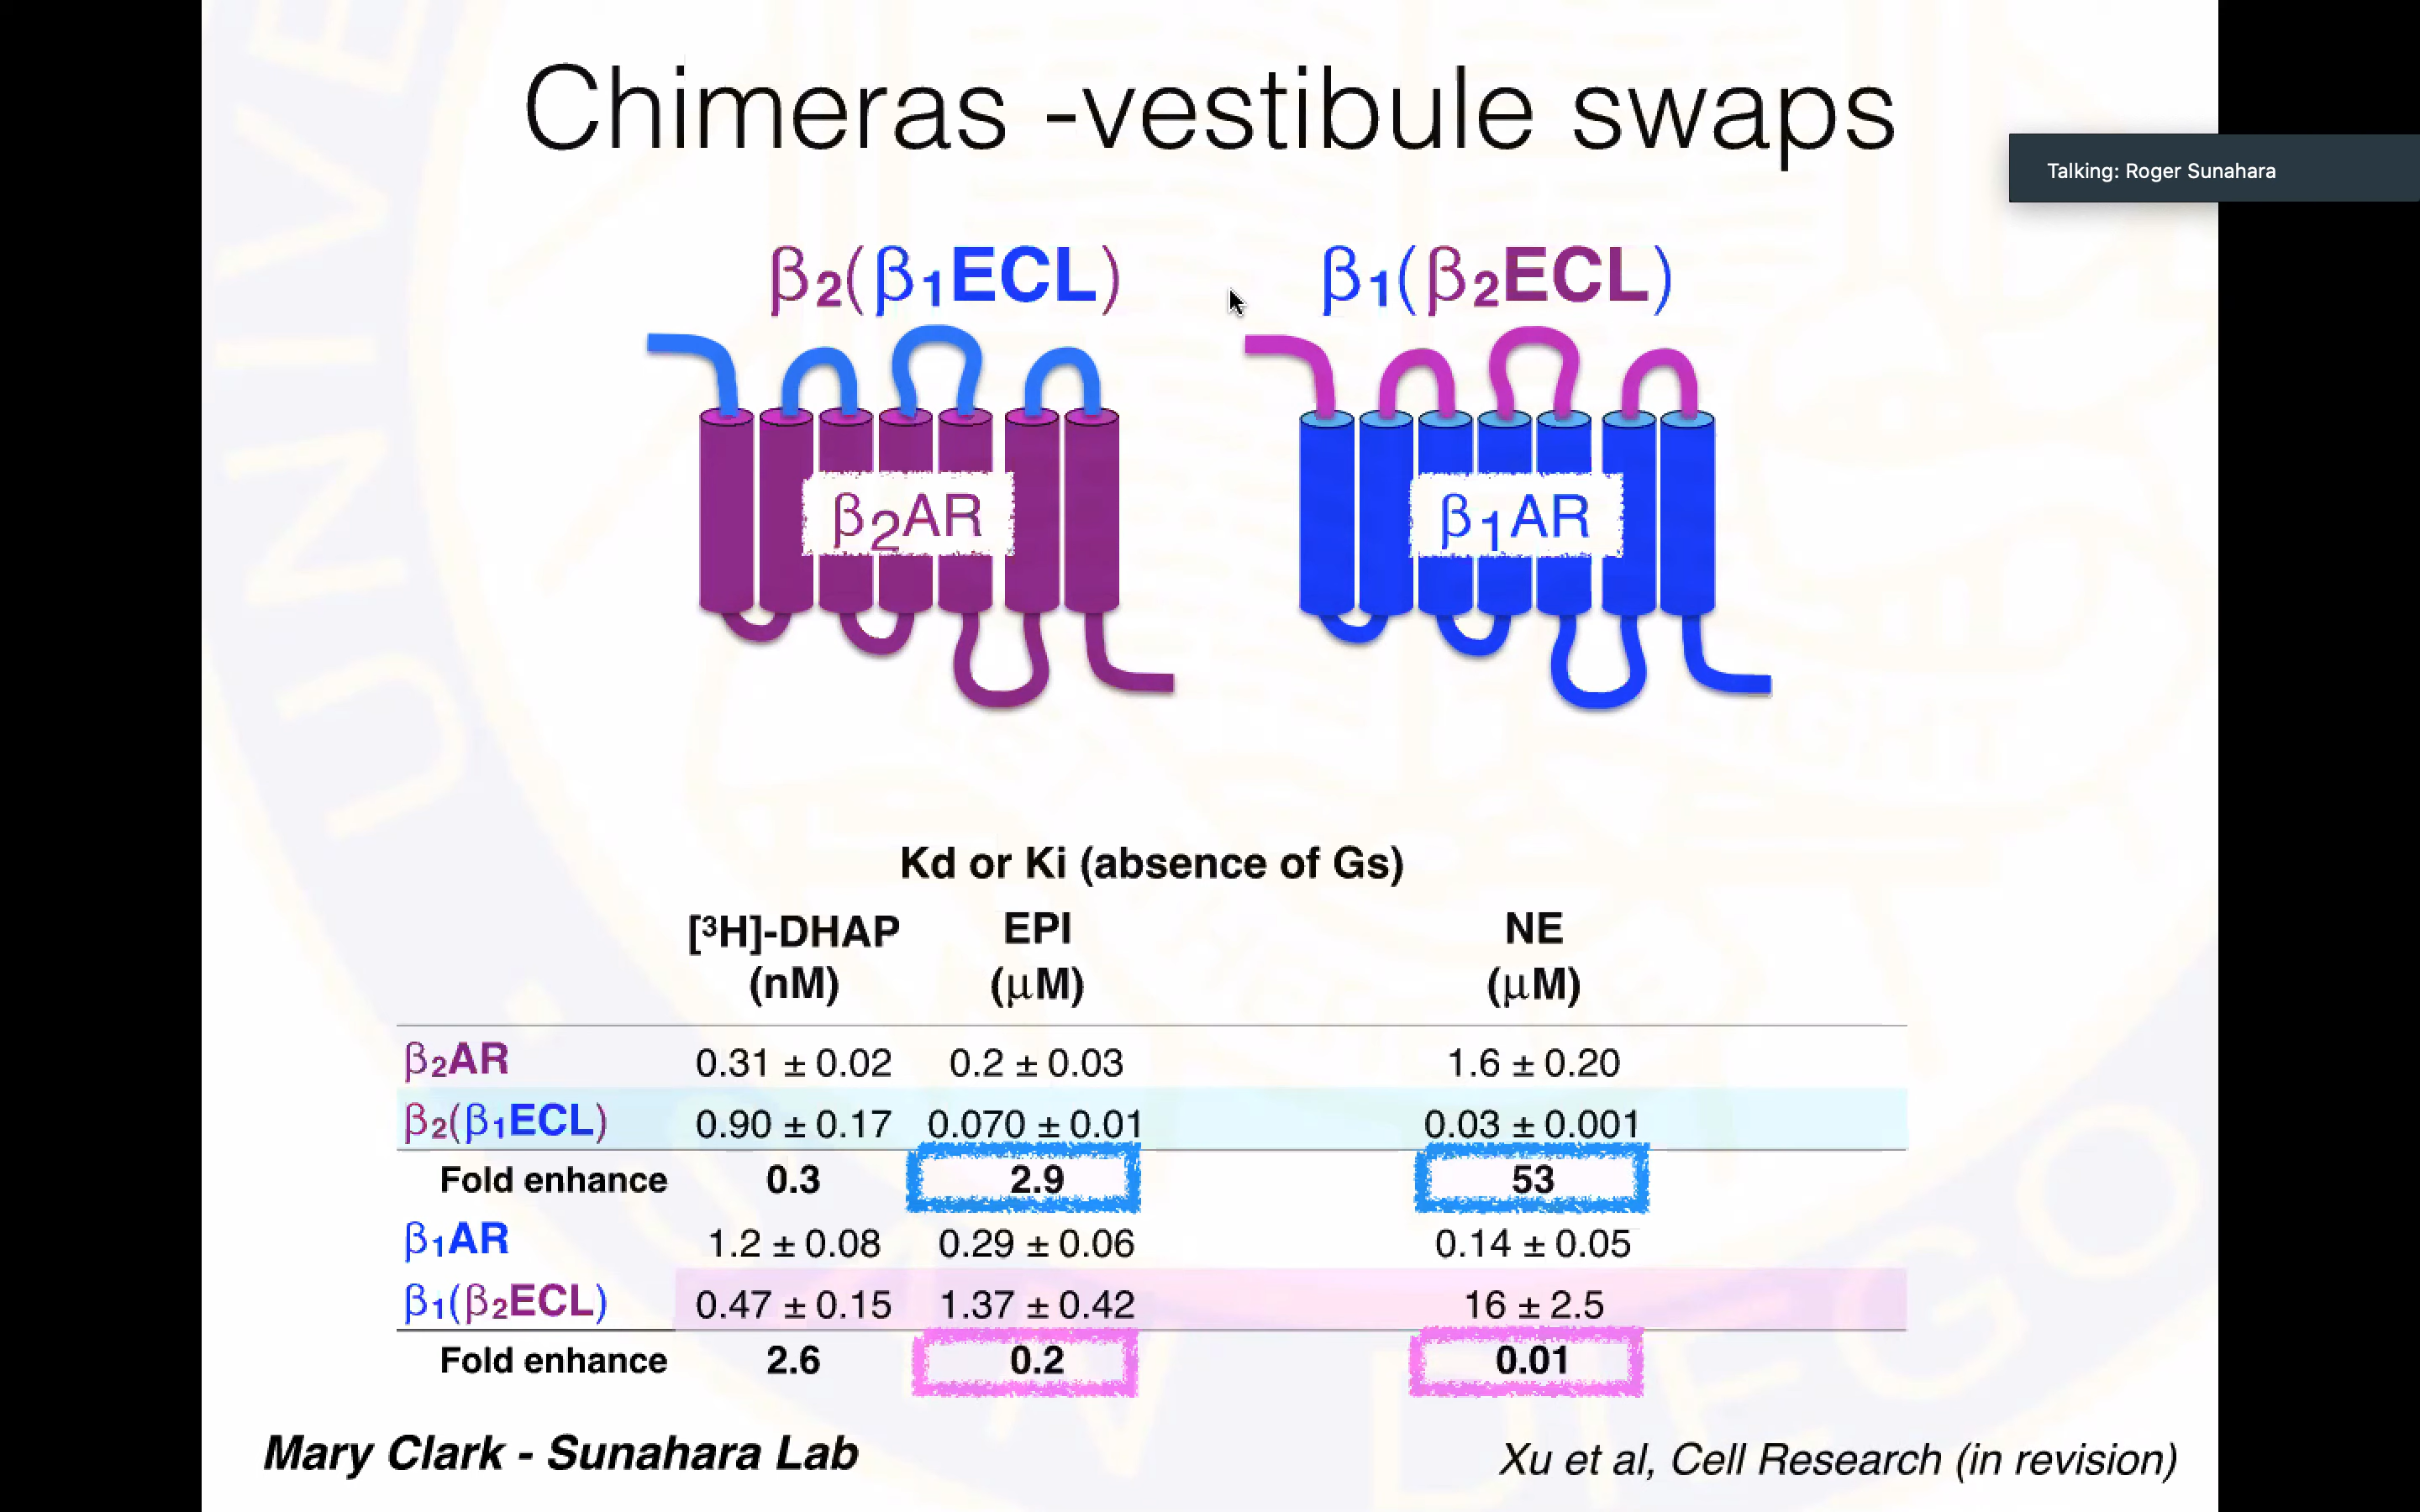 Chimeras -vestibule swaps
Talking: Roger Sunahara
β2(β1ECL) β1(β2ECL)
β2AR β1AR
Kd or Ki (absence of Gs)
[3H]-DHAP EPI NE
(nM) (μM) (μM)
β2AR 0.31 ± 0.02 0.2 ± 0.03 1.6 ± 0.20
β2(β1ECL) 0.90 ± 0.17 0.070 ± 0.01 0.03 ± 0.001
Fold enhance 0.3 2.9 53
β1AR 1.2 ± 0.08 0.29 ± 0.06 0.14 ± 0.05
β1(β2ECL) 0.47 ± 0.15 1.37 ± 0.42 16 ± 2.5
Fold enhance 2.6 0.2 0.01
Mary Clark - Sunahara Lab
Xu et al, Cell Research (in revision)